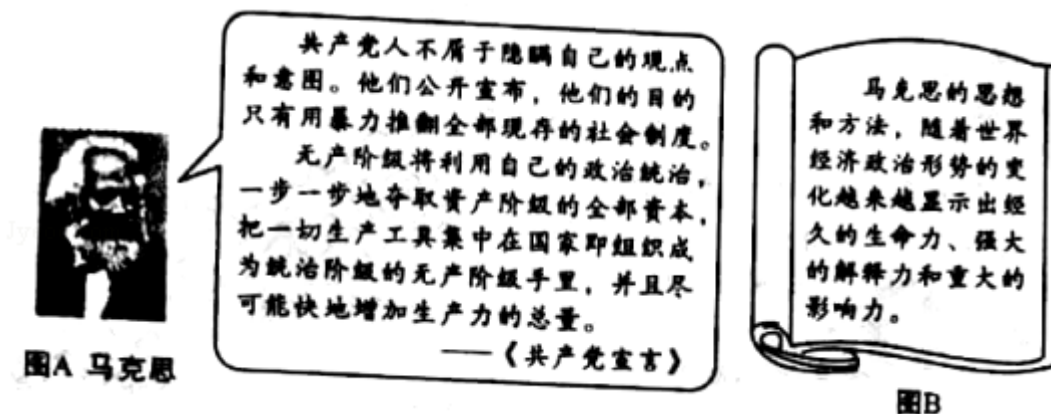 共产党人不屑于隐瞒自己的观点
和意图。他们公开宣布，他们的目的
只有用暴力推翻全部现存的社会制度。
无产阶级将利用自己的政治统治，
一步一步地夺取资产阶级的全部资本，
把一切生产工具集中在国家即组织成
为统治阶级的无产阶级手里，并且尽
可能快地增加生产力的总量。
——《共产党宣言》
图A 马克思
马克思的思想
和方法，随着世界
经济政治形势的变
化越来越显示出经
久的生命力、强大
的解释力和重大的
影响力。
图B